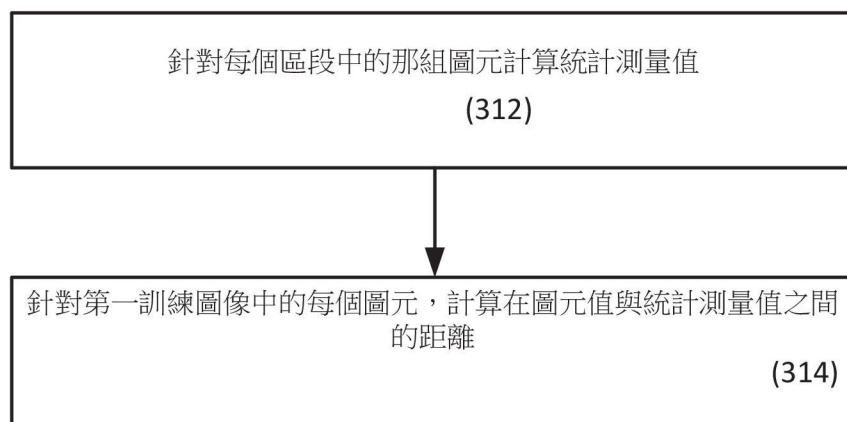 針對每個區段中的那組圖元計算統計測量值
(312)
針對第一訓練圖像中的每個圖元，計算在圖元值與統計測量值之間
的距離
(314)